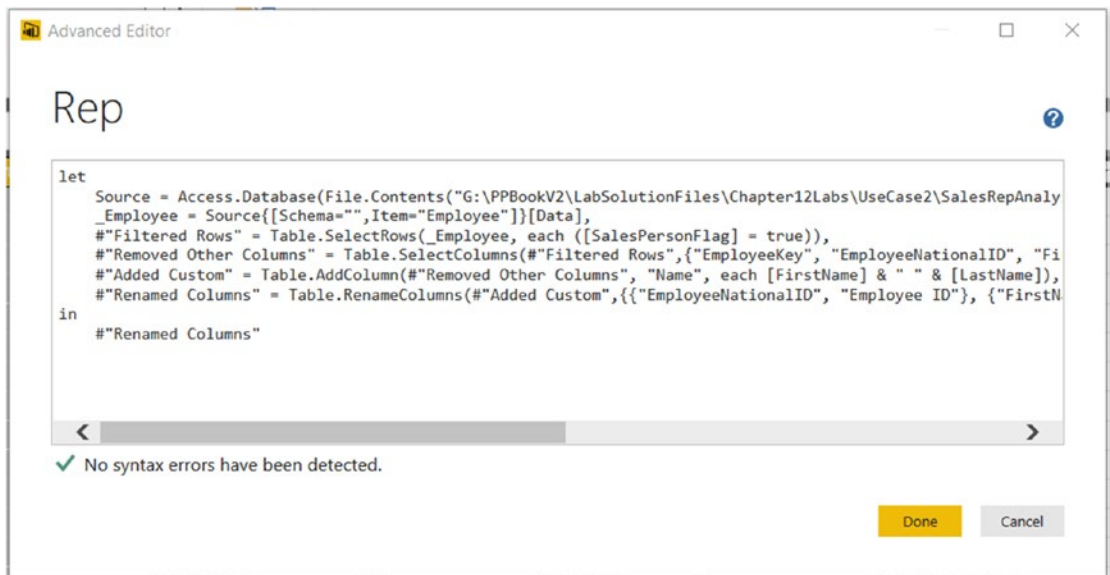 Advanced Editor
Rep
let
Source = Access.Database(File.Contents("G:\PPBookV2\LabSolutionFiles\Chapter12Labs\UseCase2\SalesRepAnaly
_Employee = Source{[Schema="",Item="Employee"]}[Data],
#"Filtered Rows" = Table.SelectRows(_Employee, each ([SalesPersonFlag] = true)),
#"Removed Other Columns" = Table.SelectColumns(#"Filtered Rows",{"EmployeeKey", "EmployeeNationalID", "Fi
#"Added Custom" = Table.AddColumn(#"Removed Other Columns", "Name", each [FirstName] & " " & [LastName]),
#"Renamed Columns" = Table.RenameColumns(#"Added Custom",{{"EmployeeNationalID", "Employee ID"}, {"FirstN
in
#"Renamed Columns"
No syntax errors have been detected.
Done Cancel